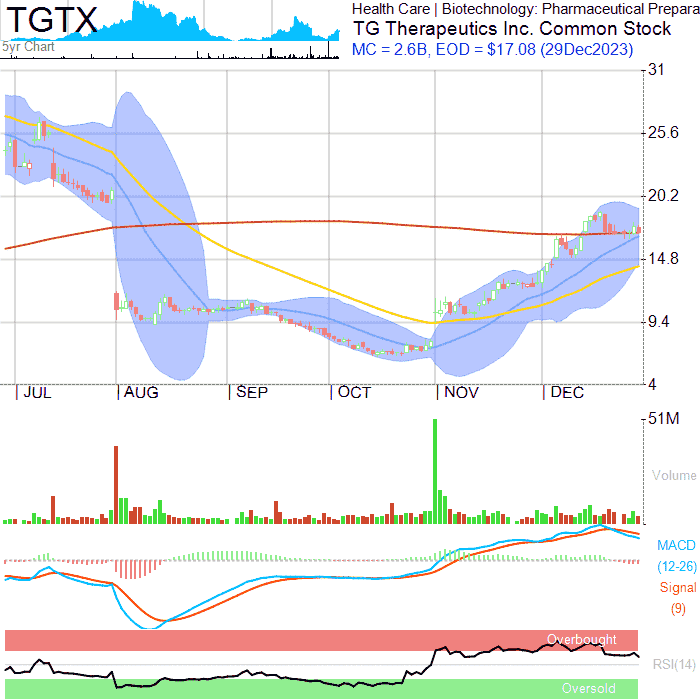 TGTX
5yr Chart
Health Care | Biotechnology: Pharmaceutical Prepara
TG Therapeutics Inc. Common Stock
MC = 2.6B, EOD = $17.08 (29Dec2023)
31
25.6
20.2
14.8
9.4
4
JUL AUG SEP OCT NOV DEC
51M
Volume
MACD
(12-26)
Signal
(9)
Overbought
RSI(14)
Oversold